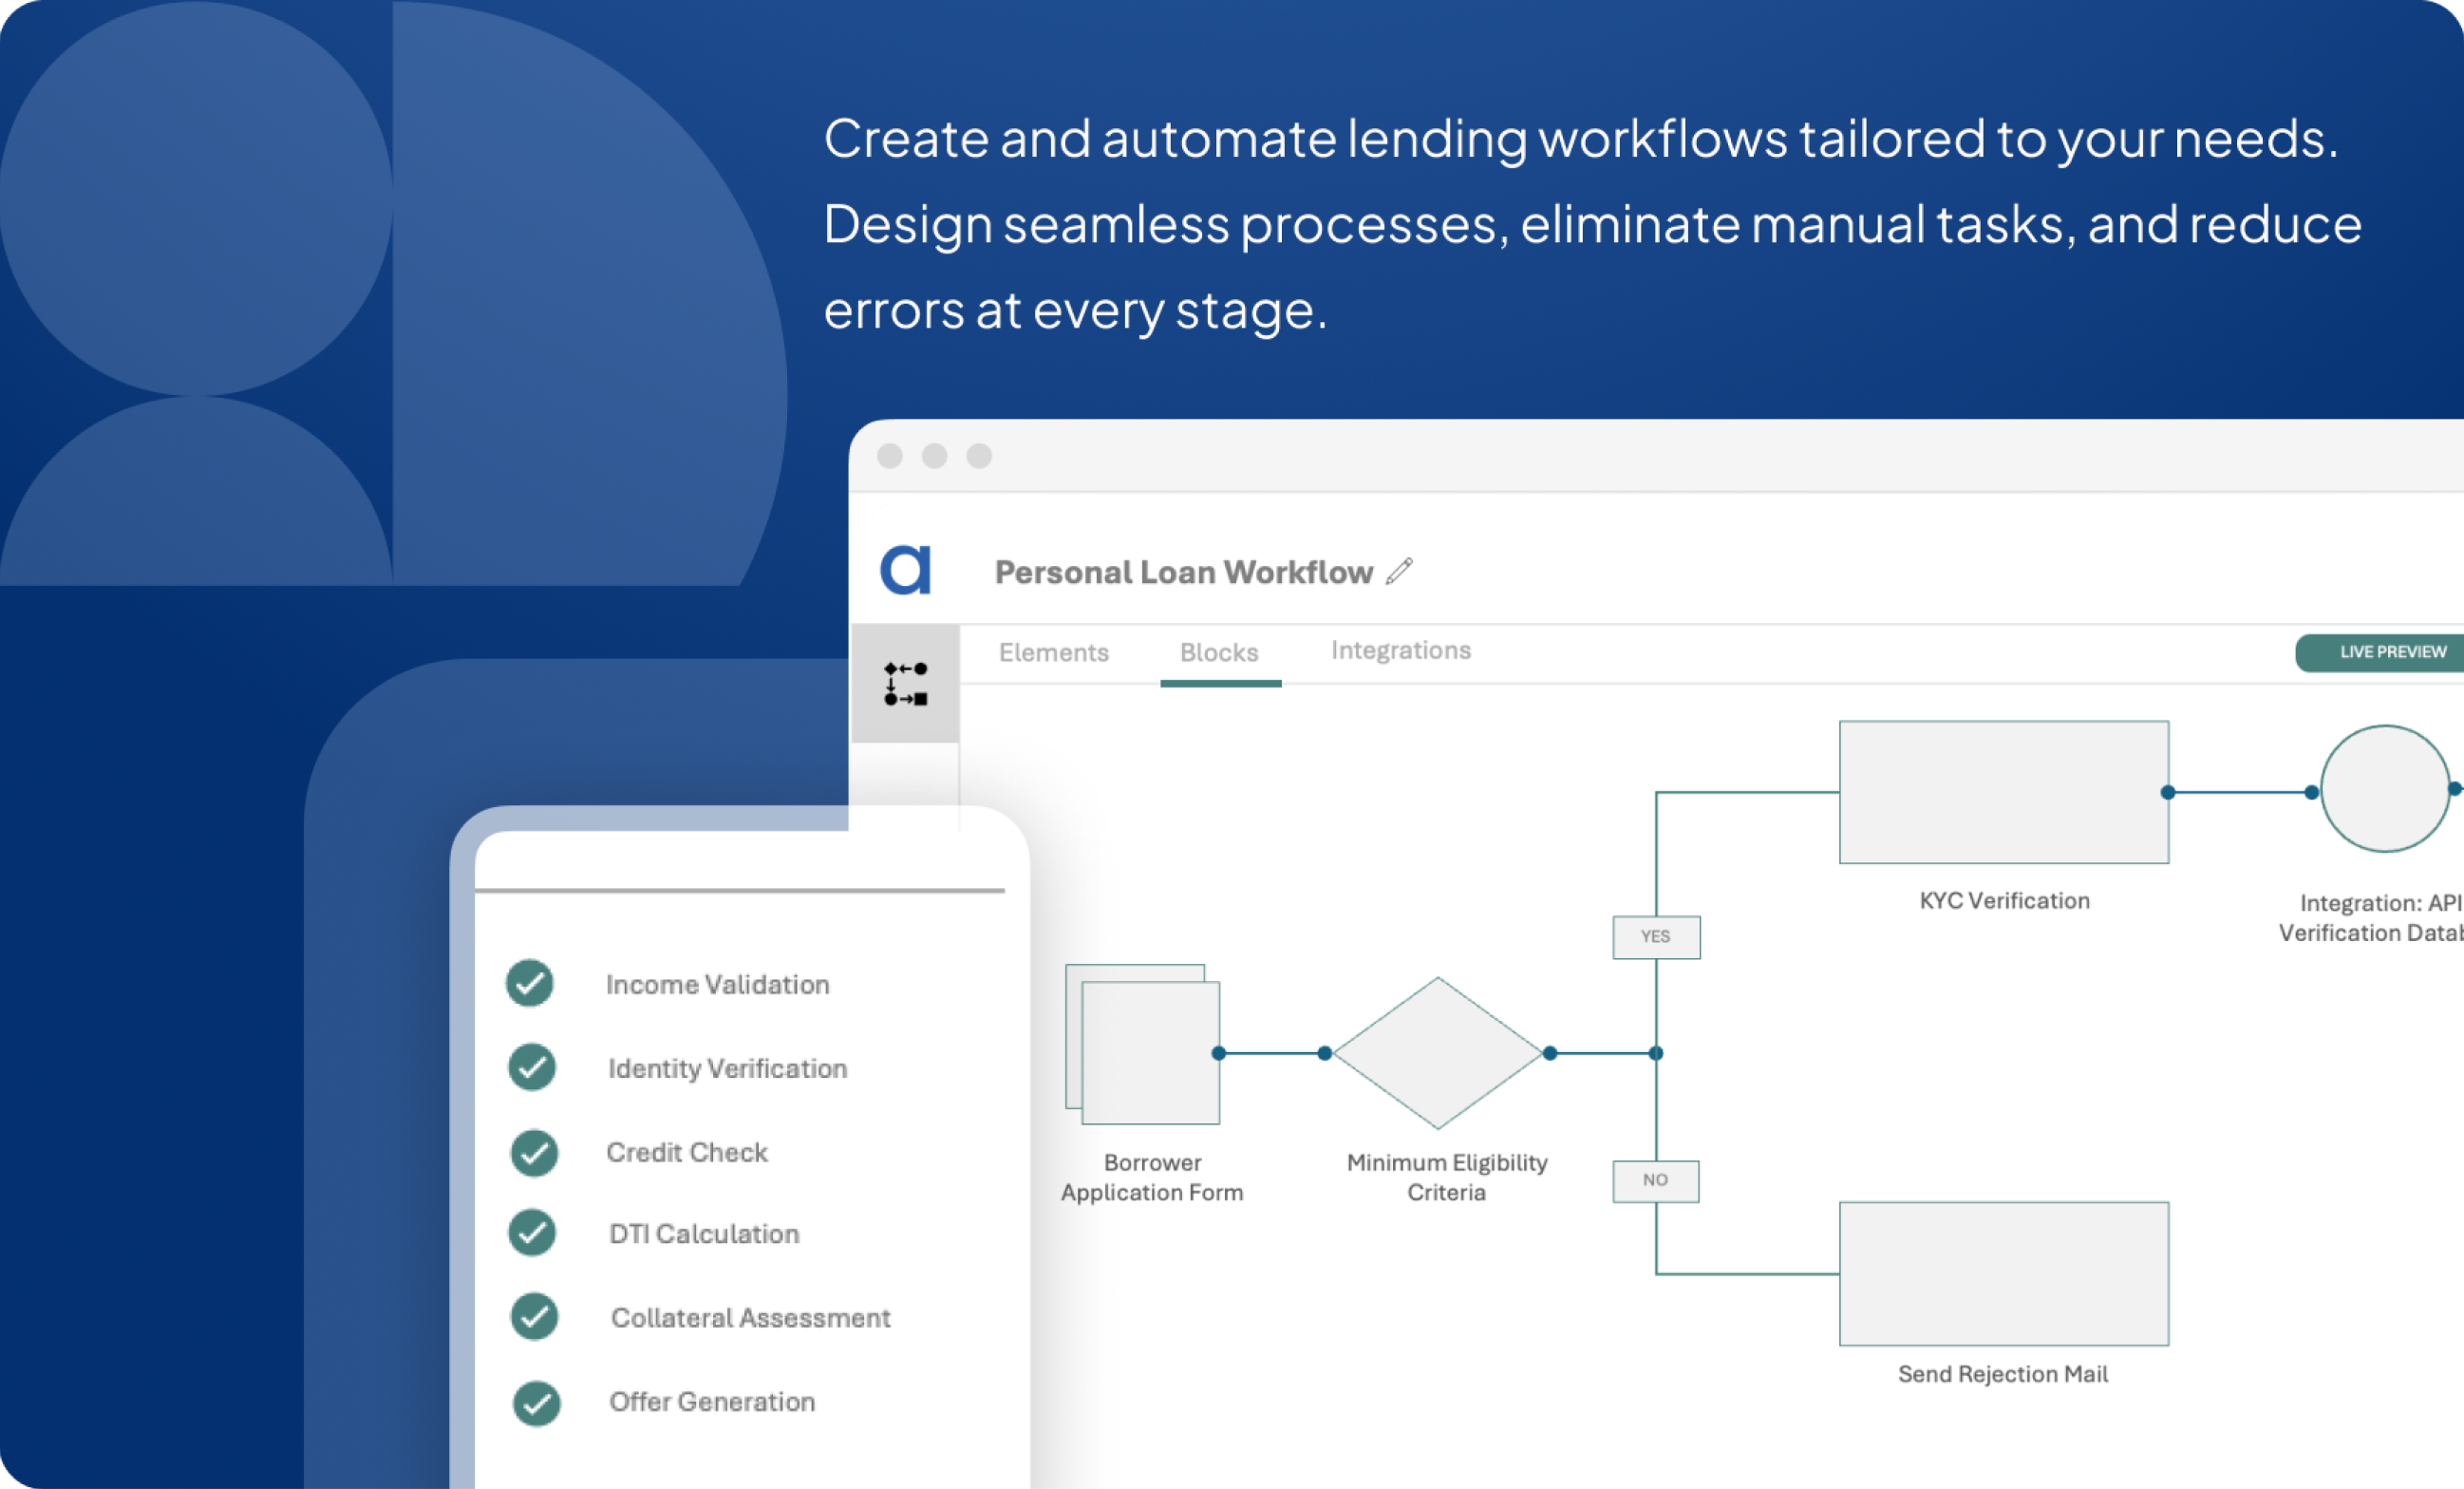 Create and automate lending workflows tailored to your needs.
Design seamless processes, eliminate manual tasks, and reduce
errors at every stage.
a
Personal Loan Workflow
Elements
Blocks
Integrations
LIVE PREVIEW
KYC Verification
Integration: API
Verification
YES
Borrower
Application Form
Minimum Eligibility
Criteria
NO
Send Rejection Mail
Income Validation
Identity Verification
Credit Check
DTI Calculation
Collateral Assessment
Offer Generation